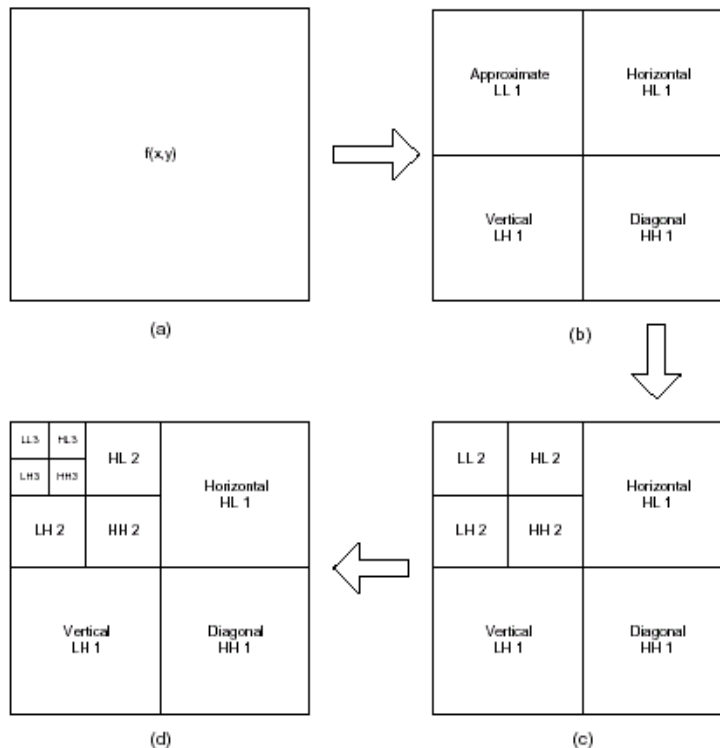 f(x,y)
(a)
Approximate
LL 1
Horizontal
HL 1
Vertical
LH 1
Diagonal
HH 1
(b)
LL 2
HL 2
LH 2
HH 2
Horizontal
HL 1
Vertical
LH 1
Diagonal
HH 1
(c)
LL3
HL3
LH3
HH3
HL 2
LH 2
HH 2
Horizontal
HL 1
Vertical
LH 1
Diagonal
HH 1
(d)